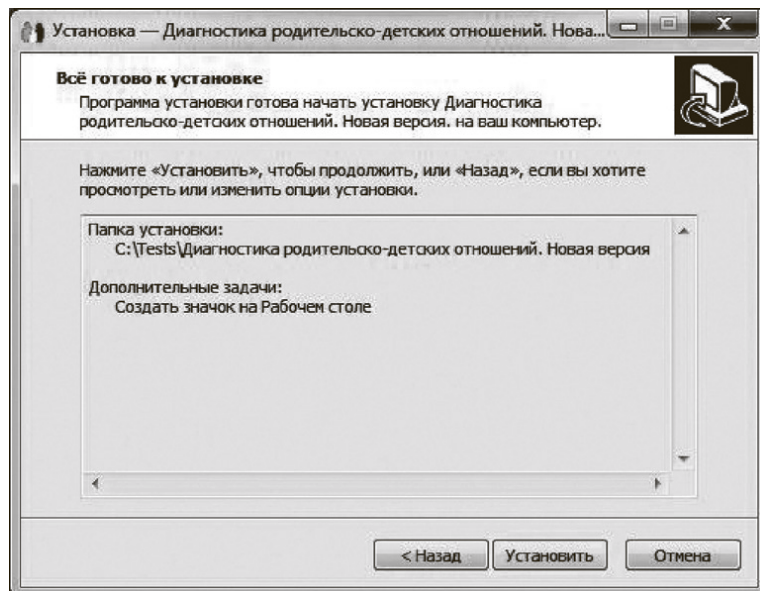 Установка — Диагностика родительско-детских отношений. Нова...
Всё готово к установке
Программа установки готова начать установку Диагностика
родительско-детских отношений. Новая версия. на ваш компьютер.
Нажмите «Установить», чтобы продолжить, или «Назад», если вы хотите
просмотреть или изменить опции установки.
Папка установки:
C:\Tests\Диагностика родительско-детских отношений. Новая версия
Дополнительные задачи:
Создать значок на Рабочем столе
< Назад Установить Отмена